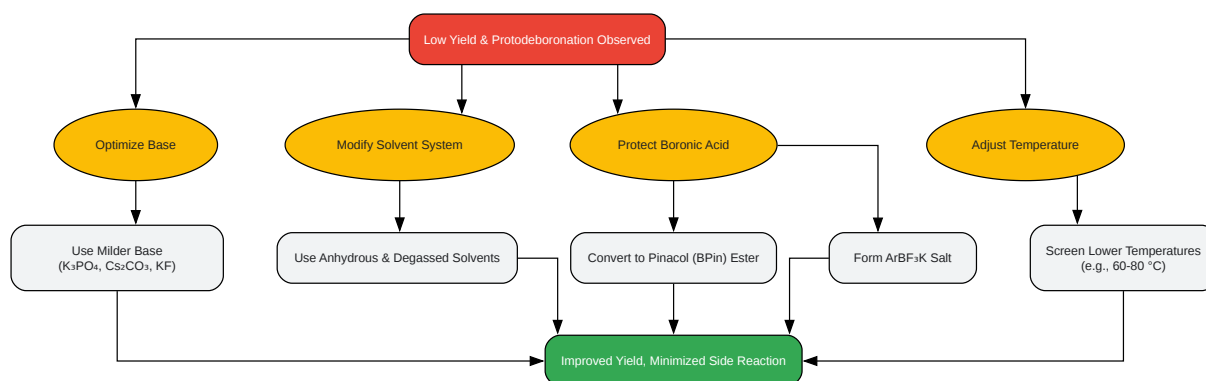 Low Yield & Protodeboronation Observed
Optimize Base
Modify Solvent System
Protect Boronic Acid
Adjust Temperature
Use Milder Base
(K₃PO₄, Cs₂CO₃, KF)
Use Anhydrous & Degassed Solvents
Convert to Pinacol (BPin) Ester
Form ArBF₃K Salt
Screen Lower Temperatures
(e.g., 60-80 °C)
Improved Yield, Minimized Side Reaction